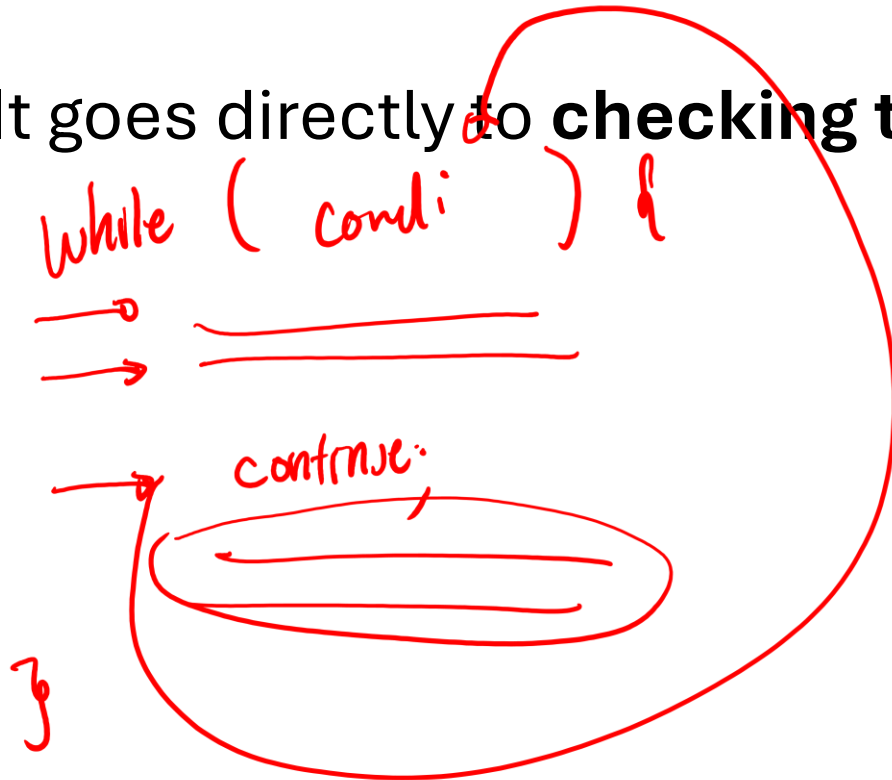 It goes directly to checking t
while ( condi ) {
continue;
}